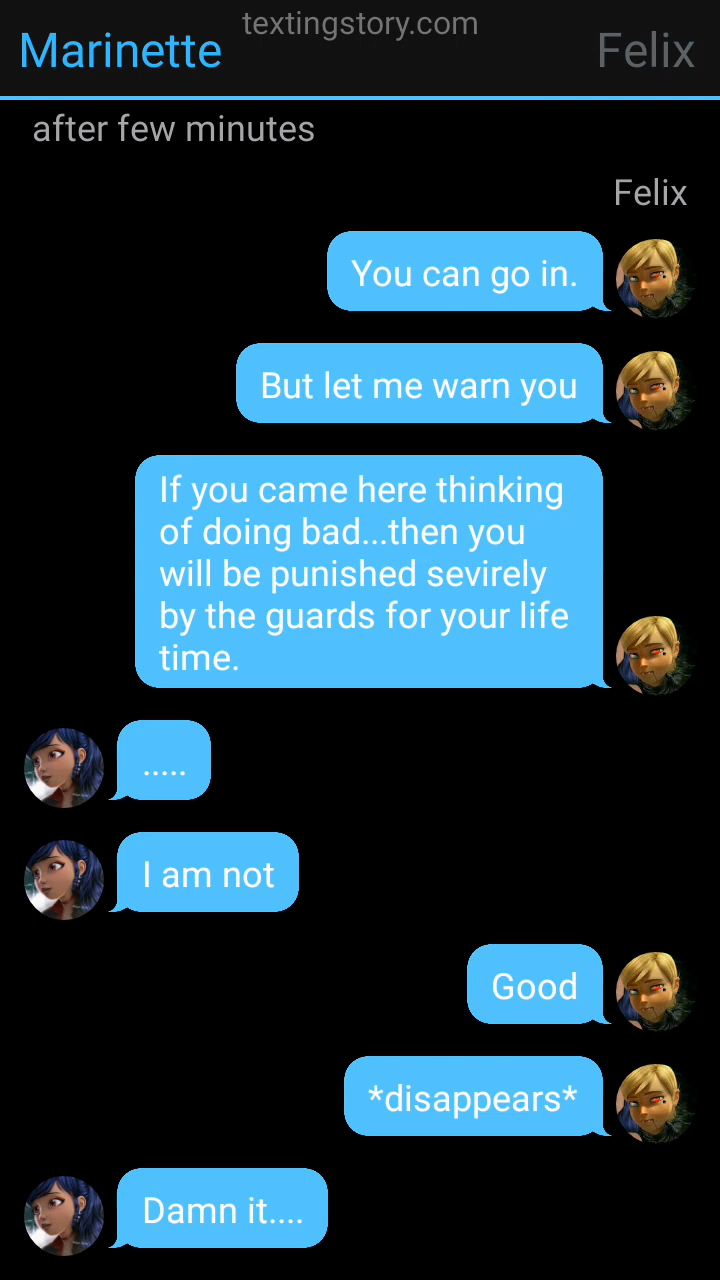 textingstory.com
Marinette
Felix
after few minutes
Felix
You can go in.
But let me warn you
If you came here thinking
of doing bad...then you
will be punished sevirely
by the guards for your life
time.
.....
I am not
Good
*disappears*
Damn it....